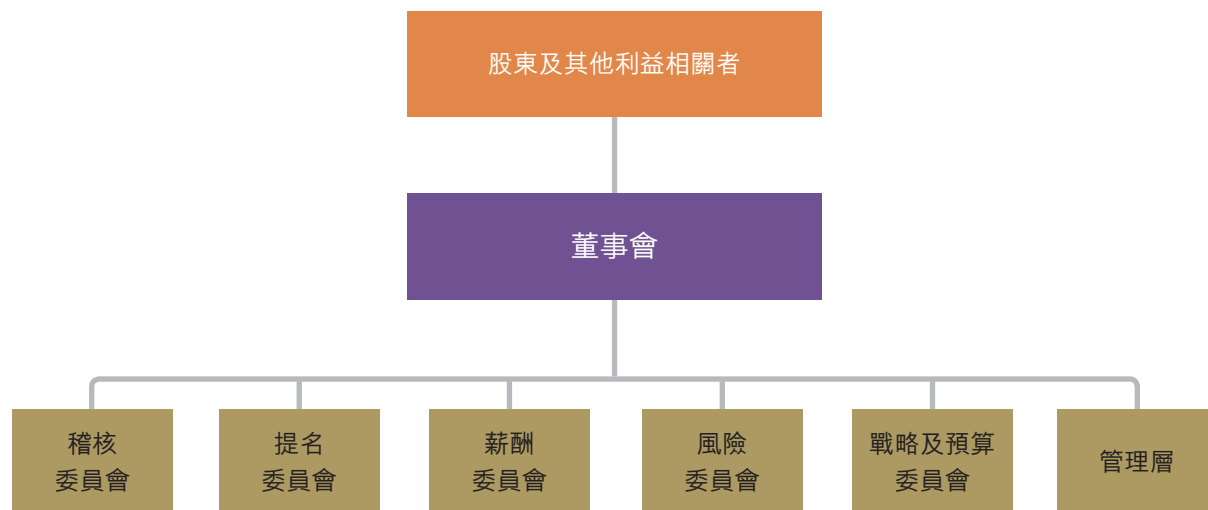 股東及其他利益相關者
董事會
稽核
委員會
提名
委員會
薪酬
委員會
風險
委員會
戰略及預算
委員會
管理層